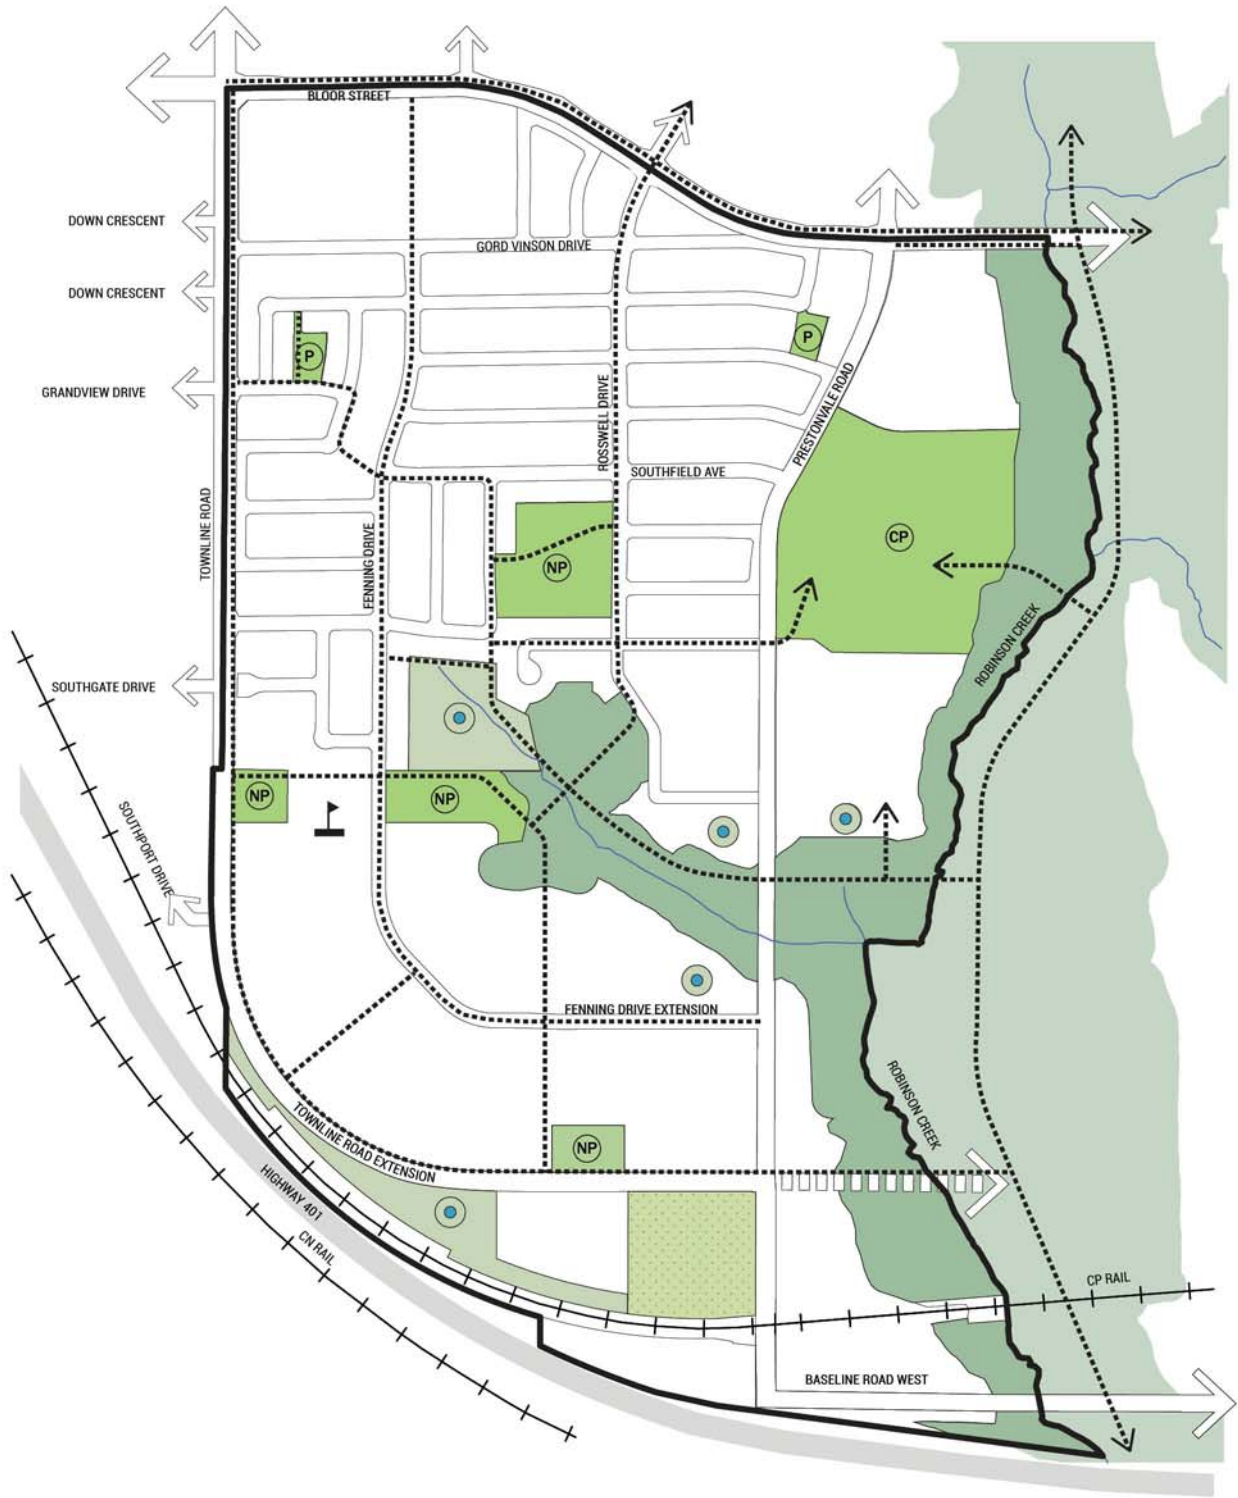 BLOOR STREET
DOWN CRESCENT
GORD VINSON DRIVE
DOWN CRESCENT
P
P
GRANDVIEW DRIVE
PRESTONVALE ROAD
ROSSWELL DRIVE
SOUTHFIELD AVE
TOWNLINE ROAD
FENNING DRIVE
CP
NP
ROBINSON CREEK
SOUTHGATE DRIVE
NP
NP
SOUTHPORT DRIVE
FENNING DRIVE EXTENSION
ROBINSON CREEK
TOWNLINE ROAD EXTENSION
NP
HIGHWAY 401
CN RAIL
CP RAIL
BASELINE ROAD WEST